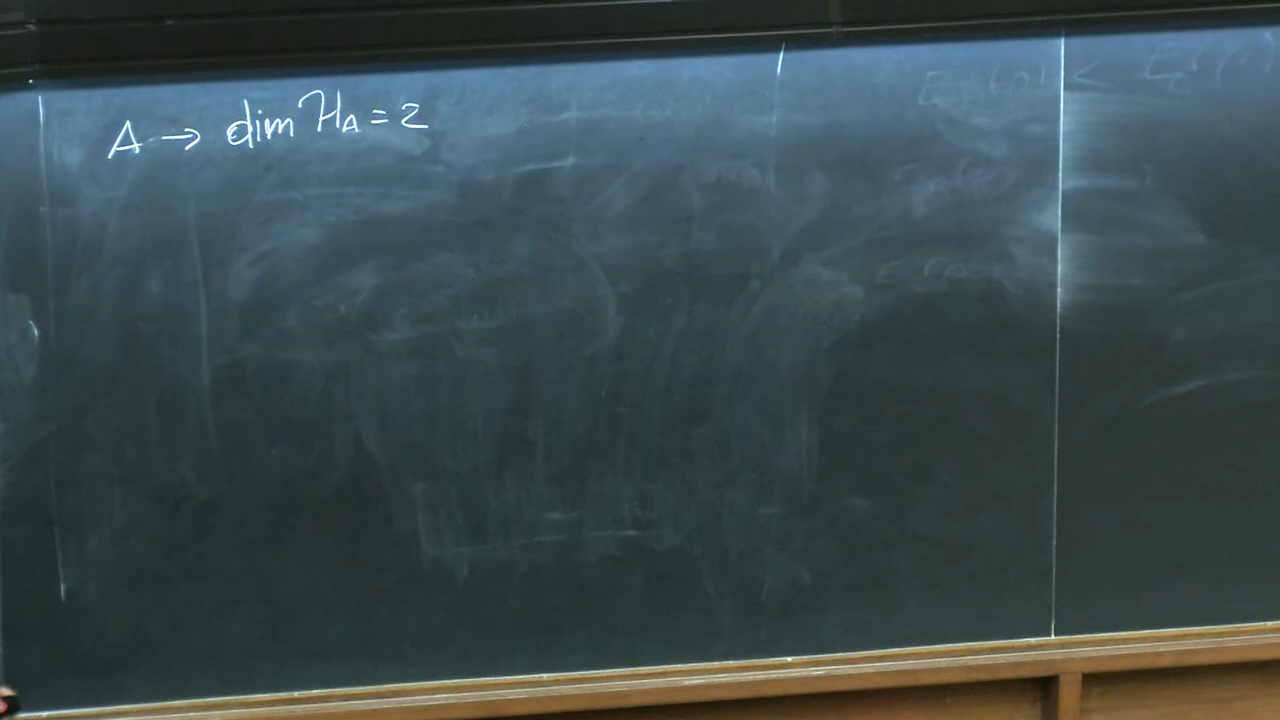 A → dim ℋ_A = 2